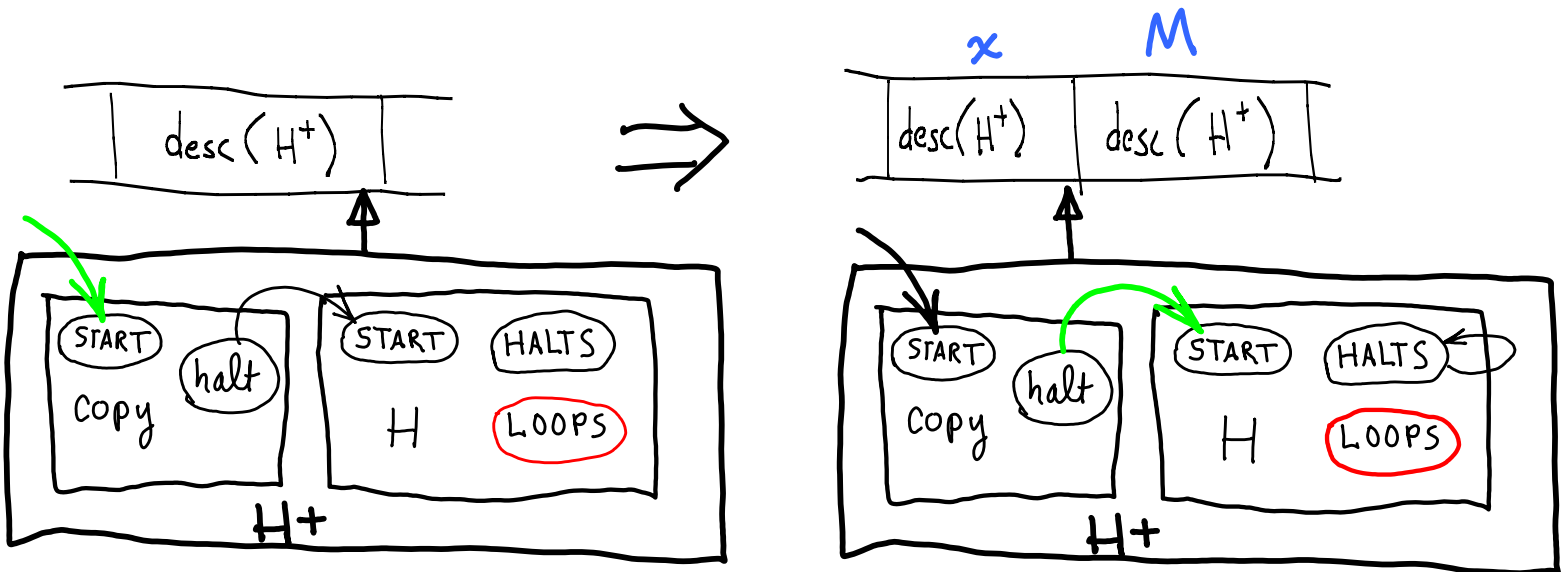 desc(H⁺)
START
halt
copy
START
HALTS
H
LOOPS
H+
x M
desc(H⁺) desc(H⁺)
START
halt
copy
START
HALTS
H
LOOPS
H+